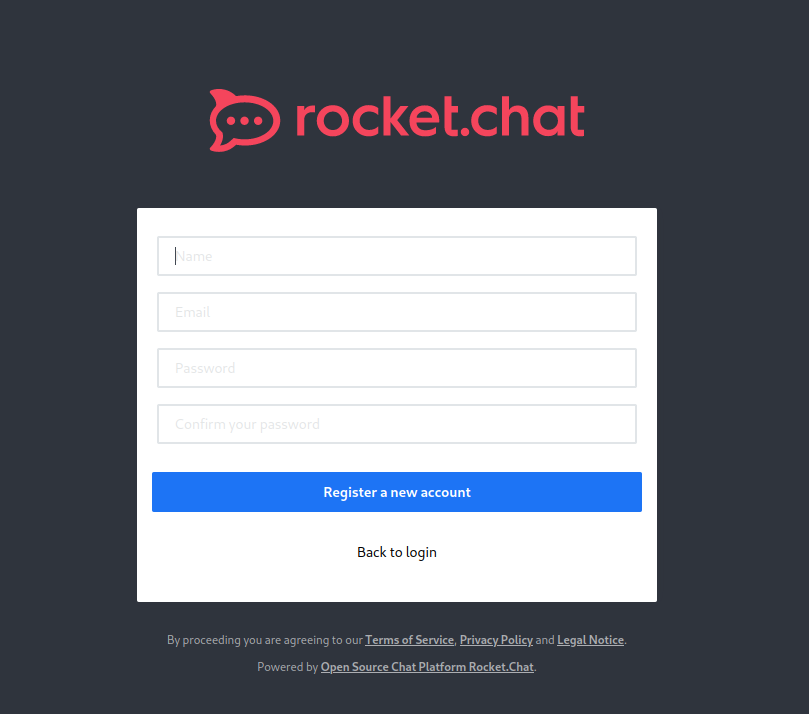 rocket.chat
Name
Email
Password
Confirm your password
Register a new account
Back to login
By proceeding you are agreeing to our Terms of Service, Privacy Policy and Legal Notice.
Powered by Open Source Chat Platform Rocket.Chat.